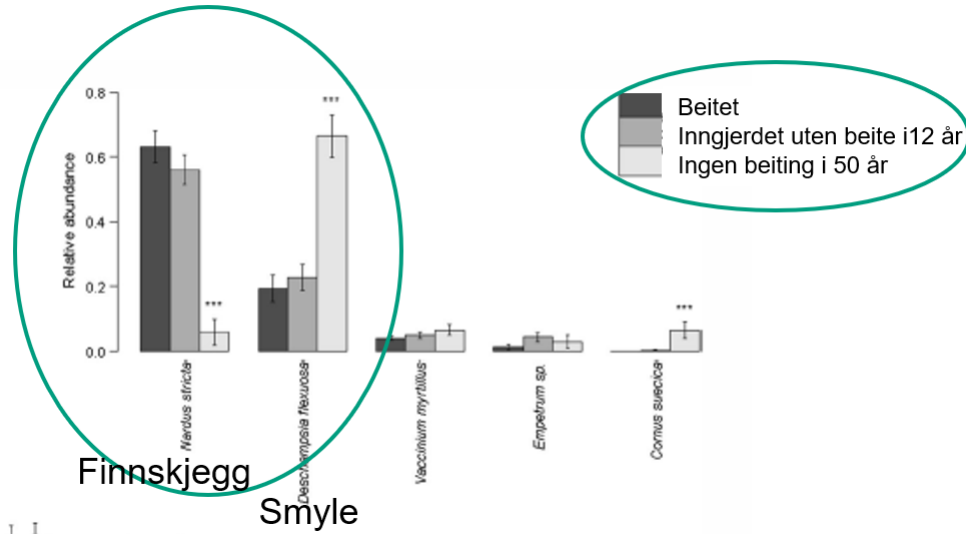 0.8
0.6
0.4
0.2
0.0
Relative abundance
***
***
***
Beitet
Inngjerdet uten beite i12 år
Ingen beiting i 50 år
Nardus stricta
Deschampsia flexuosa
Vaccinium myrtillus
Empetrum sp.
Cornus suecica
Finnskjegg
Smyle